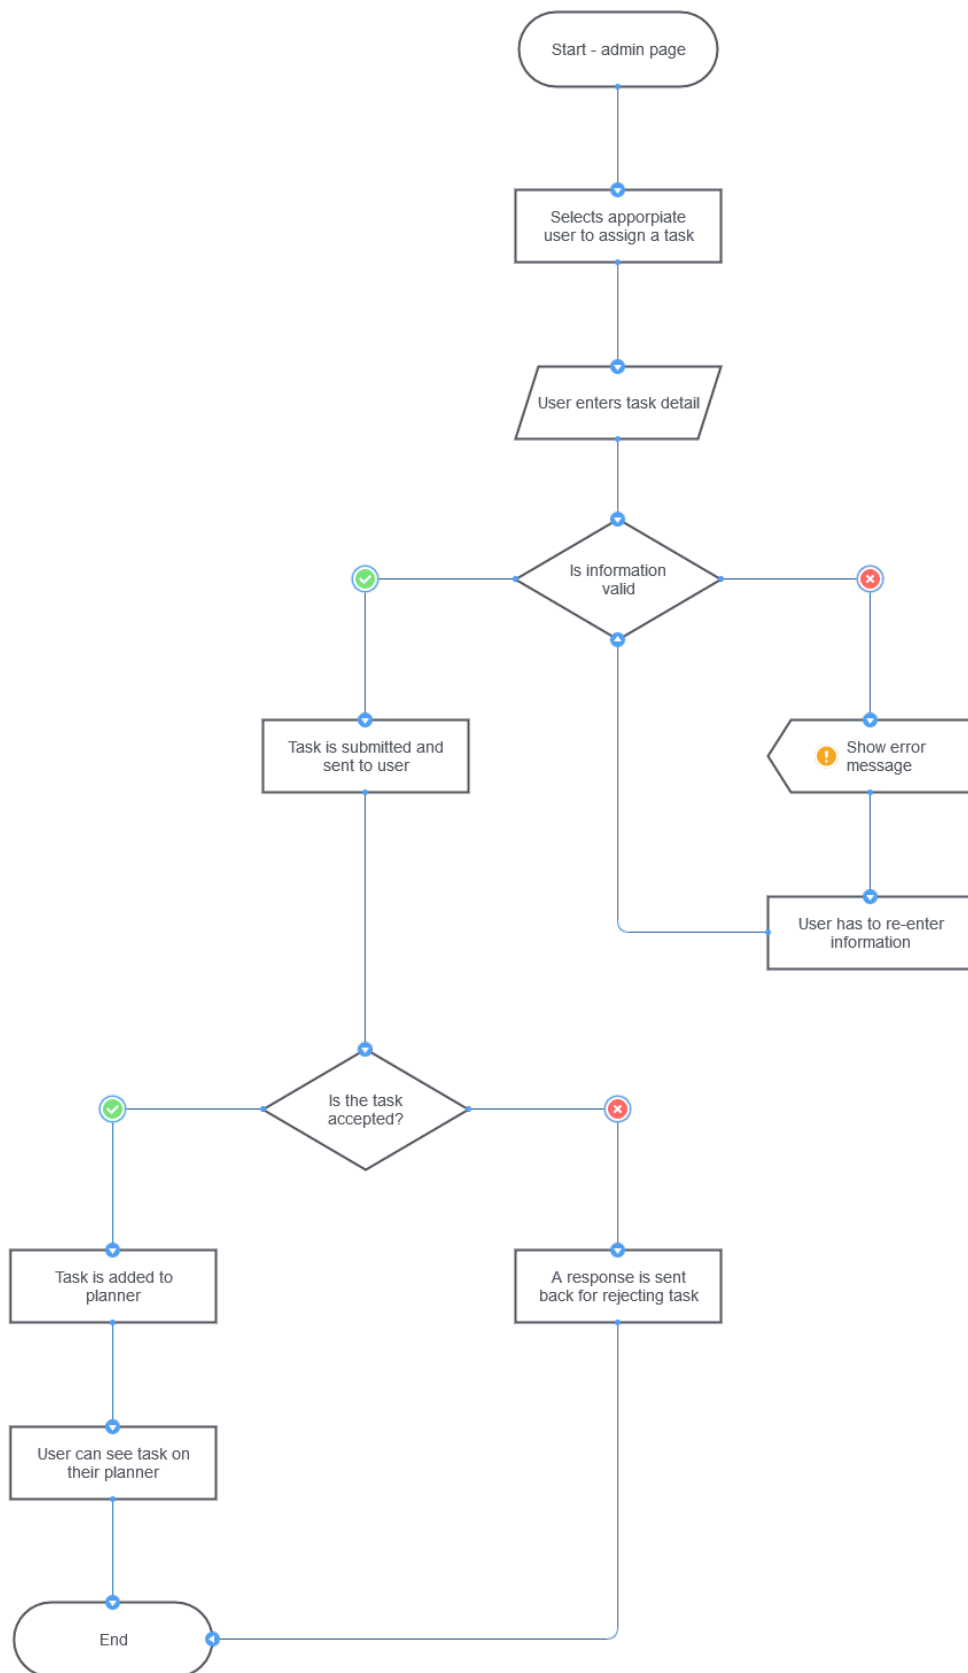 Start - admin page
Selects apporpiate
user to assign a task
User enters task detail
Is information
valid
Task is submitted and
sent to user
Show error
message
User has to re-enter
information
Is the task
accepted?
Task is added to
planner
A response is sent
back for rejecting task
User can see task on
their planner
End